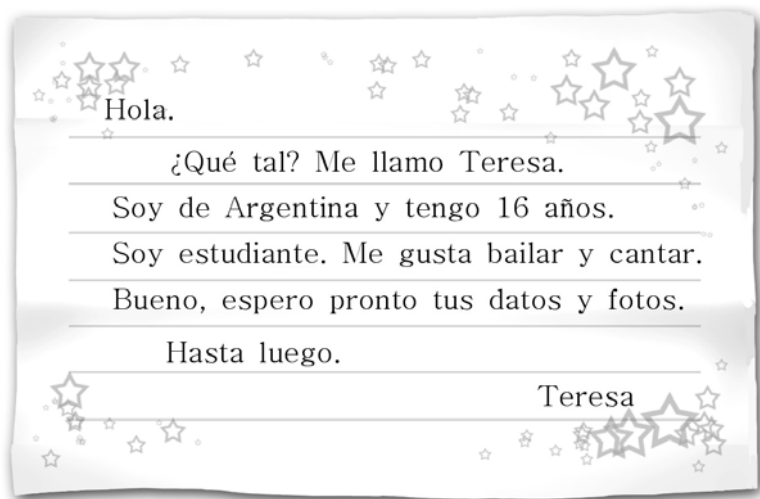 Hola.
¿Qué tal? Me llamo Teresa.
Soy de Argentina y tengo 16 años.
Soy estudiante. Me gusta bailar y cantar.
Bueno, espero pronto tus datos y fotos.
Hasta luego.
Teresa